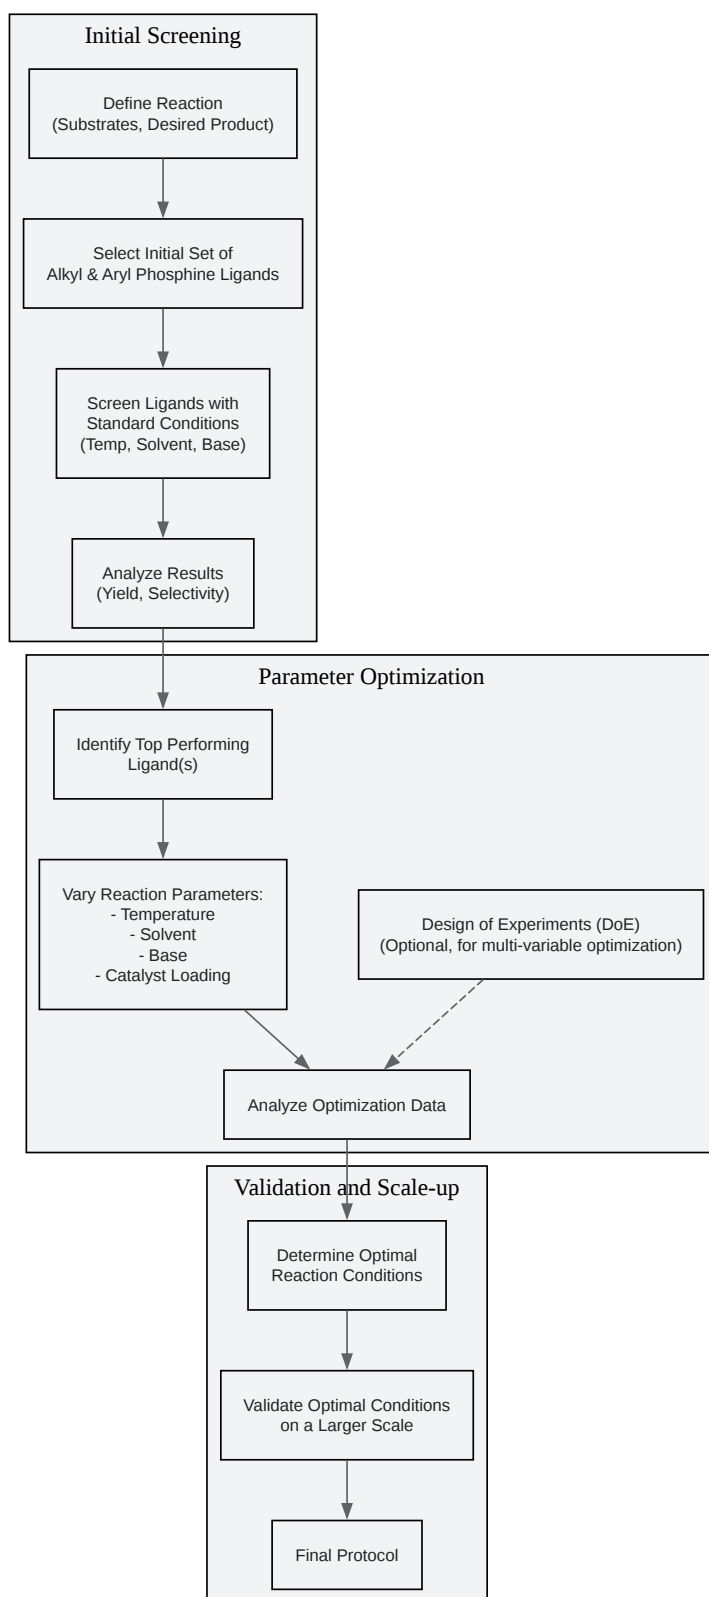 Initial Screening
Define Reaction
(Substrates, Desired Product)
Select Initial Set of
Alkyl & Aryl Phosphine Ligands
Screen Ligands with
Standard Conditions
(Temp, Solvent, Base)
Analyze Results
(Yield, Selectivity)
Parameter Optimization
Identify Top Performing
Ligand(s)
Vary Reaction Parameters:
- Temperature
- Solvent
- Base
- Catalyst Loading
Design of Experiments (DoE)
(Optional, for multi-variable optimization)
Analyze Optimization Data
Validation and Scale-up
Determine Optimal
Reaction Conditions
Validate Optimal Conditions
on a Larger Scale
Final Protocol